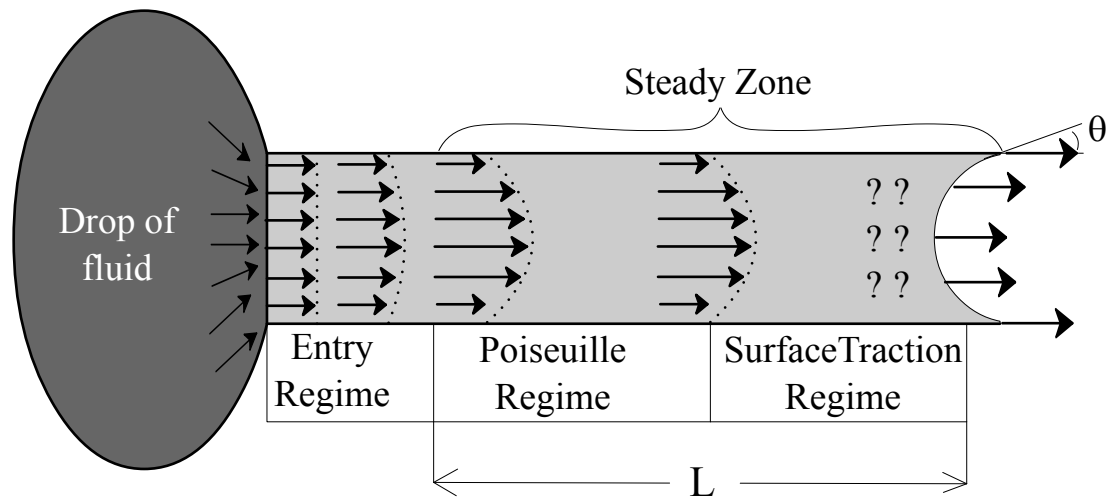 Steady Zone
θ
Drop of
fluid
? ?
? ?
? ?
Entry
Regime
Poiseuille
Regime
SurfaceTraction
Regime
L